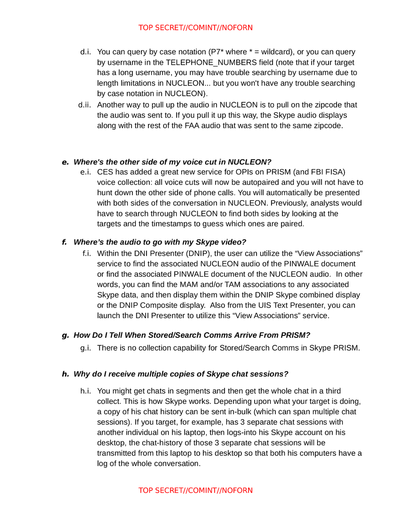 TOP SECRET//COMINT//NOFORN
d.i. You can query by case notation (P7* where * = wildcard), or you can query
by username in the TELEPHONE_NUMBERS field (note that if your target
has a long username, you may have trouble searching by username due to
length limitations in NUCLEON... but you won't have any trouble searching
by case notation in NUCLEON).
d.ii. Another way to pull up the audio in NUCLEON is to pull on the zipcode that
the audio was sent to. If you pull it up this way, the Skype audio displays
along with the rest of the FAA audio that was sent to the same zipcode.
e. Where's the other side of my voice cut in NUCLEON?
e.i. CES has added a great new service for OPIs on PRISM (and FBI FISA)
voice collection: all voice cuts will now be autopaired and you will not have to
hunt down the other side of phone calls. You will automatically be presented
with both sides of the conversation in NUCLEON. Previously, analysts would
have to search through NUCLEON to find both sides by looking at the
targets and the timestamps to guess which ones are paired.
f. Where's the audio to go with my Skype video?
f.i. Within the DNI Presenter (DNIP), the user can utilize the "View Associations"
service to find the associated NUCLEON audio of the PINWALE document
or find the associated PINWALE document of the NUCLEON audio. In other
words, you can find the MAM and/or TAM associations to any associated
Skype data, and then display them within the DNIP Skype combined display
or the DNIP Composite display. Also from the UIS Text Presenter, you can
launch the DNI Presenter to utilize this "View Associations" service.
g. How Do I Tell When Stored/Search Comms Arrive From PRISM?
g.i. There is no collection capability for Stored/Search Comms in Skype PRISM.
h. Why do I receive multiple copies of Skype chat sessions?
h.i. You might get chats in segments and then get the whole chat in a third
collect. This is how Skype works. Depending upon what your target is doing,
a copy of his chat history can be sent in-bulk (which can span multiple chat
sessions). If you target, for example, has 3 separate chat sessions with
another individual on his laptop, then logs-into his Skype account on his
desktop, the chat-history of those 3 separate chat sessions will be
transmitted from this laptop to his desktop so that both his computers have a
log of the whole conversation.
TOP SECRET//COMINT//NOFORN